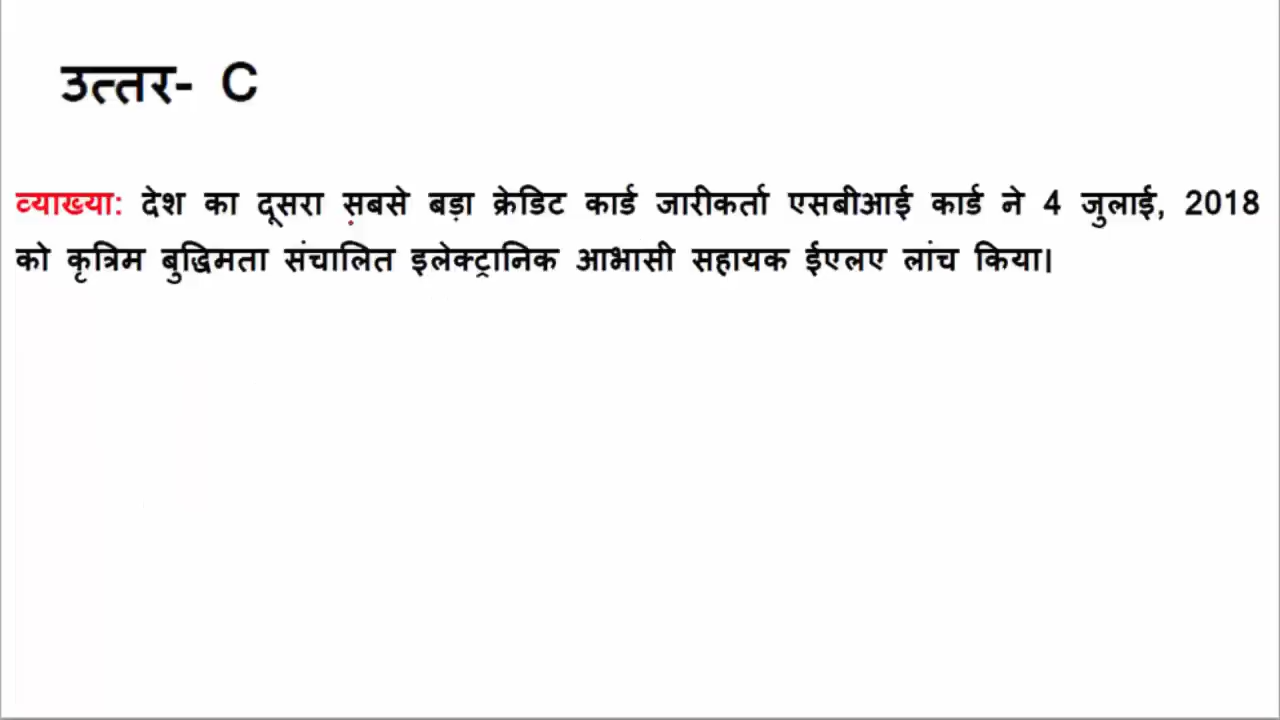 उत्तर- C
व्याख्या: देश का दूसरा सबसे बड़ा क्रेडिट कार्ड जारीकर्ता एसबीआई कार्ड ने 4 जुलाई, 2018
को कृत्रिम बुद्धिमता संचालित इलेक्ट्रानिक आभासी सहायक ईएलए लांच किया।